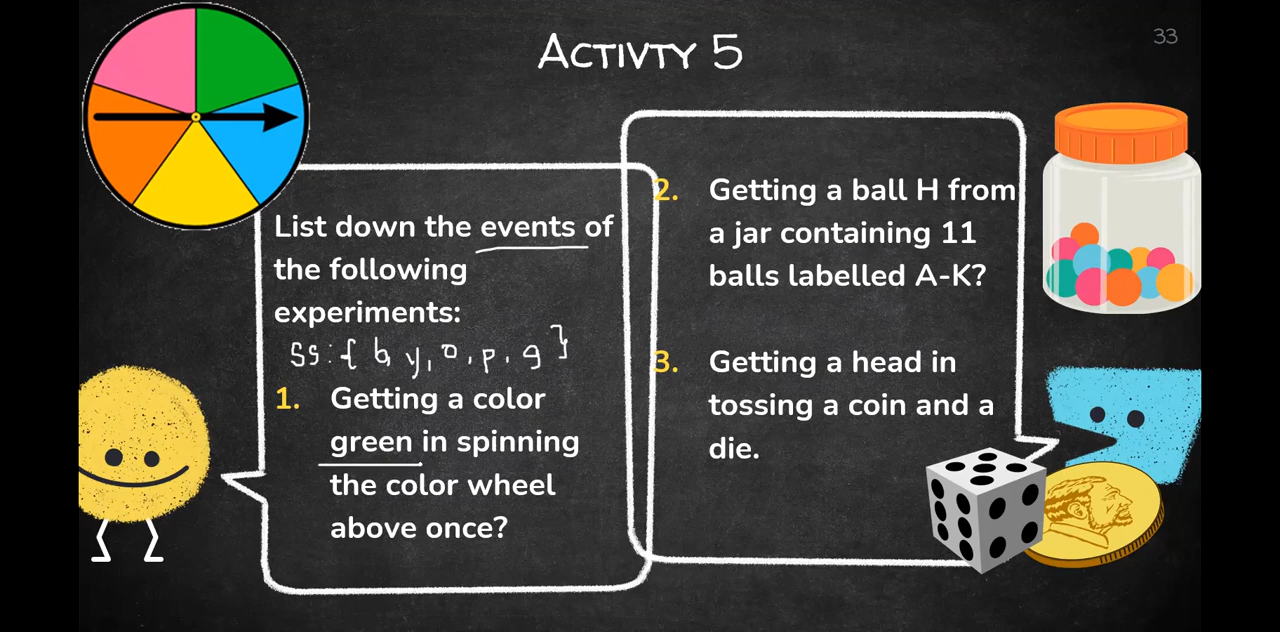 33
Activty 5
List down the events of
the following
experiments:
SS:{ b, y, o, p, g }
1. Getting a color
green in spinning
the color wheel
above once?
2. Getting a ball H from
a jar containing 11
balls labelled A-K?
3. Getting a head in
tossing a coin and a
die.